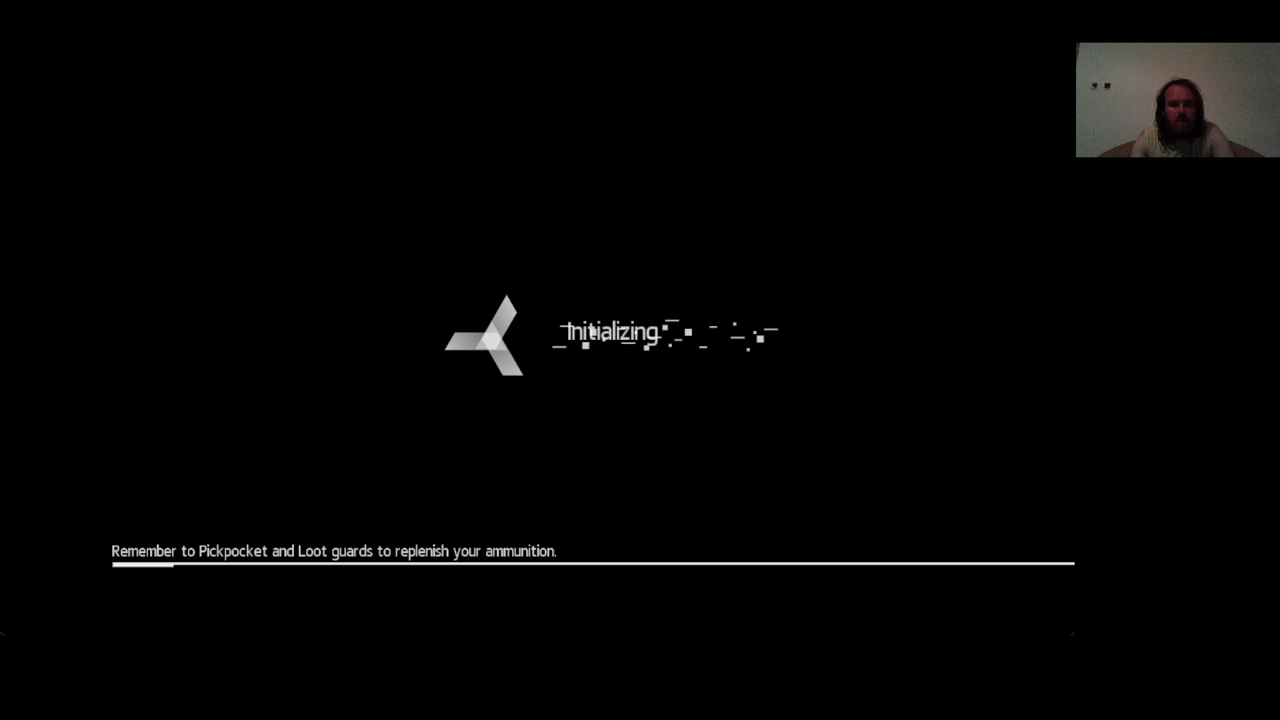 Initializing
Remember to Pickpocket and Loot guards to replenish your ammunition.